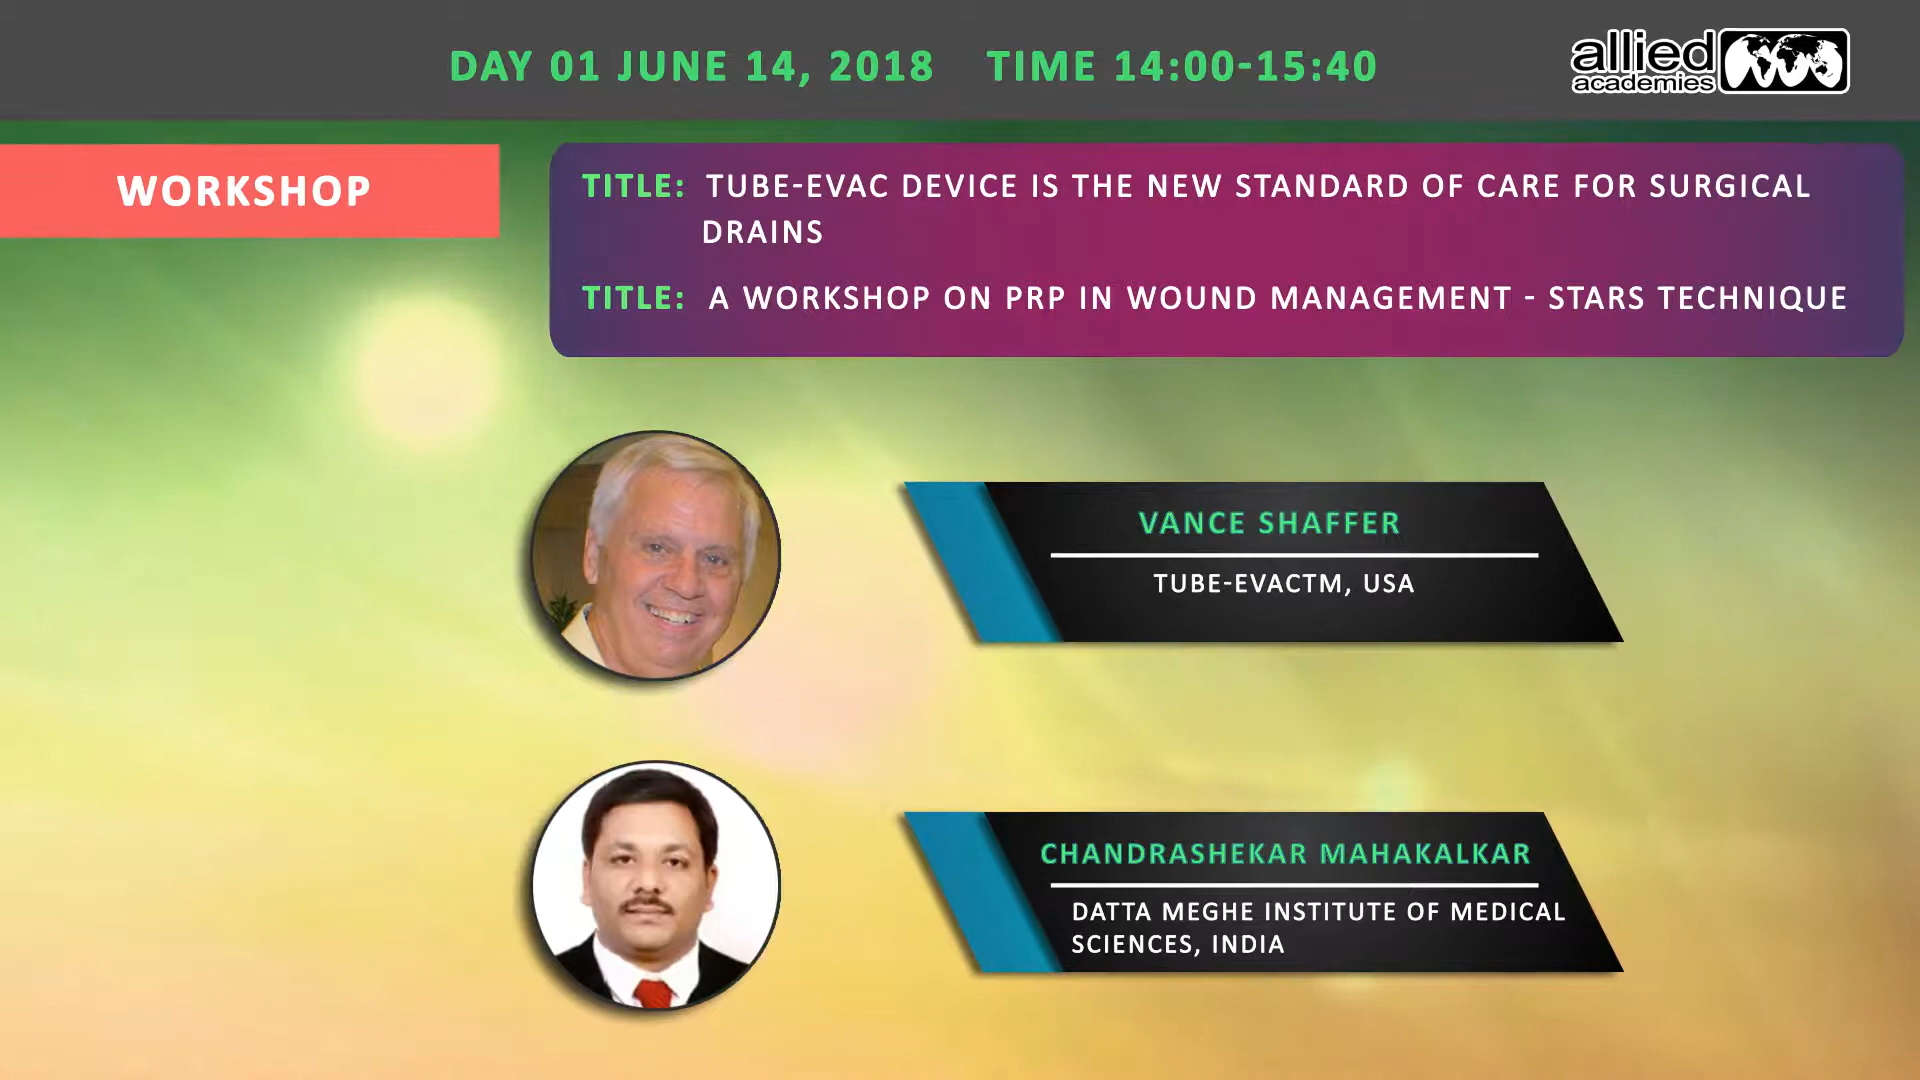 DAY 01 JUNE 14, 2018 TIME 14:00-15:40
allied
academies
WORKSHOP
TITLE: TUBE-EVAC DEVICE IS THE NEW STANDARD OF CARE FOR SURGICAL
DRAINS
TITLE: A WORKSHOP ON PRP IN WOUND MANAGEMENT - STARS TECHNIQUE
VANCE SHAFFER
TUBE-EVACTM, USA
CHANDRASHEKAR MAHAKALKAR
DATTA MEGHE INSTITUTE OF MEDICAL
SCIENCES, INDIA